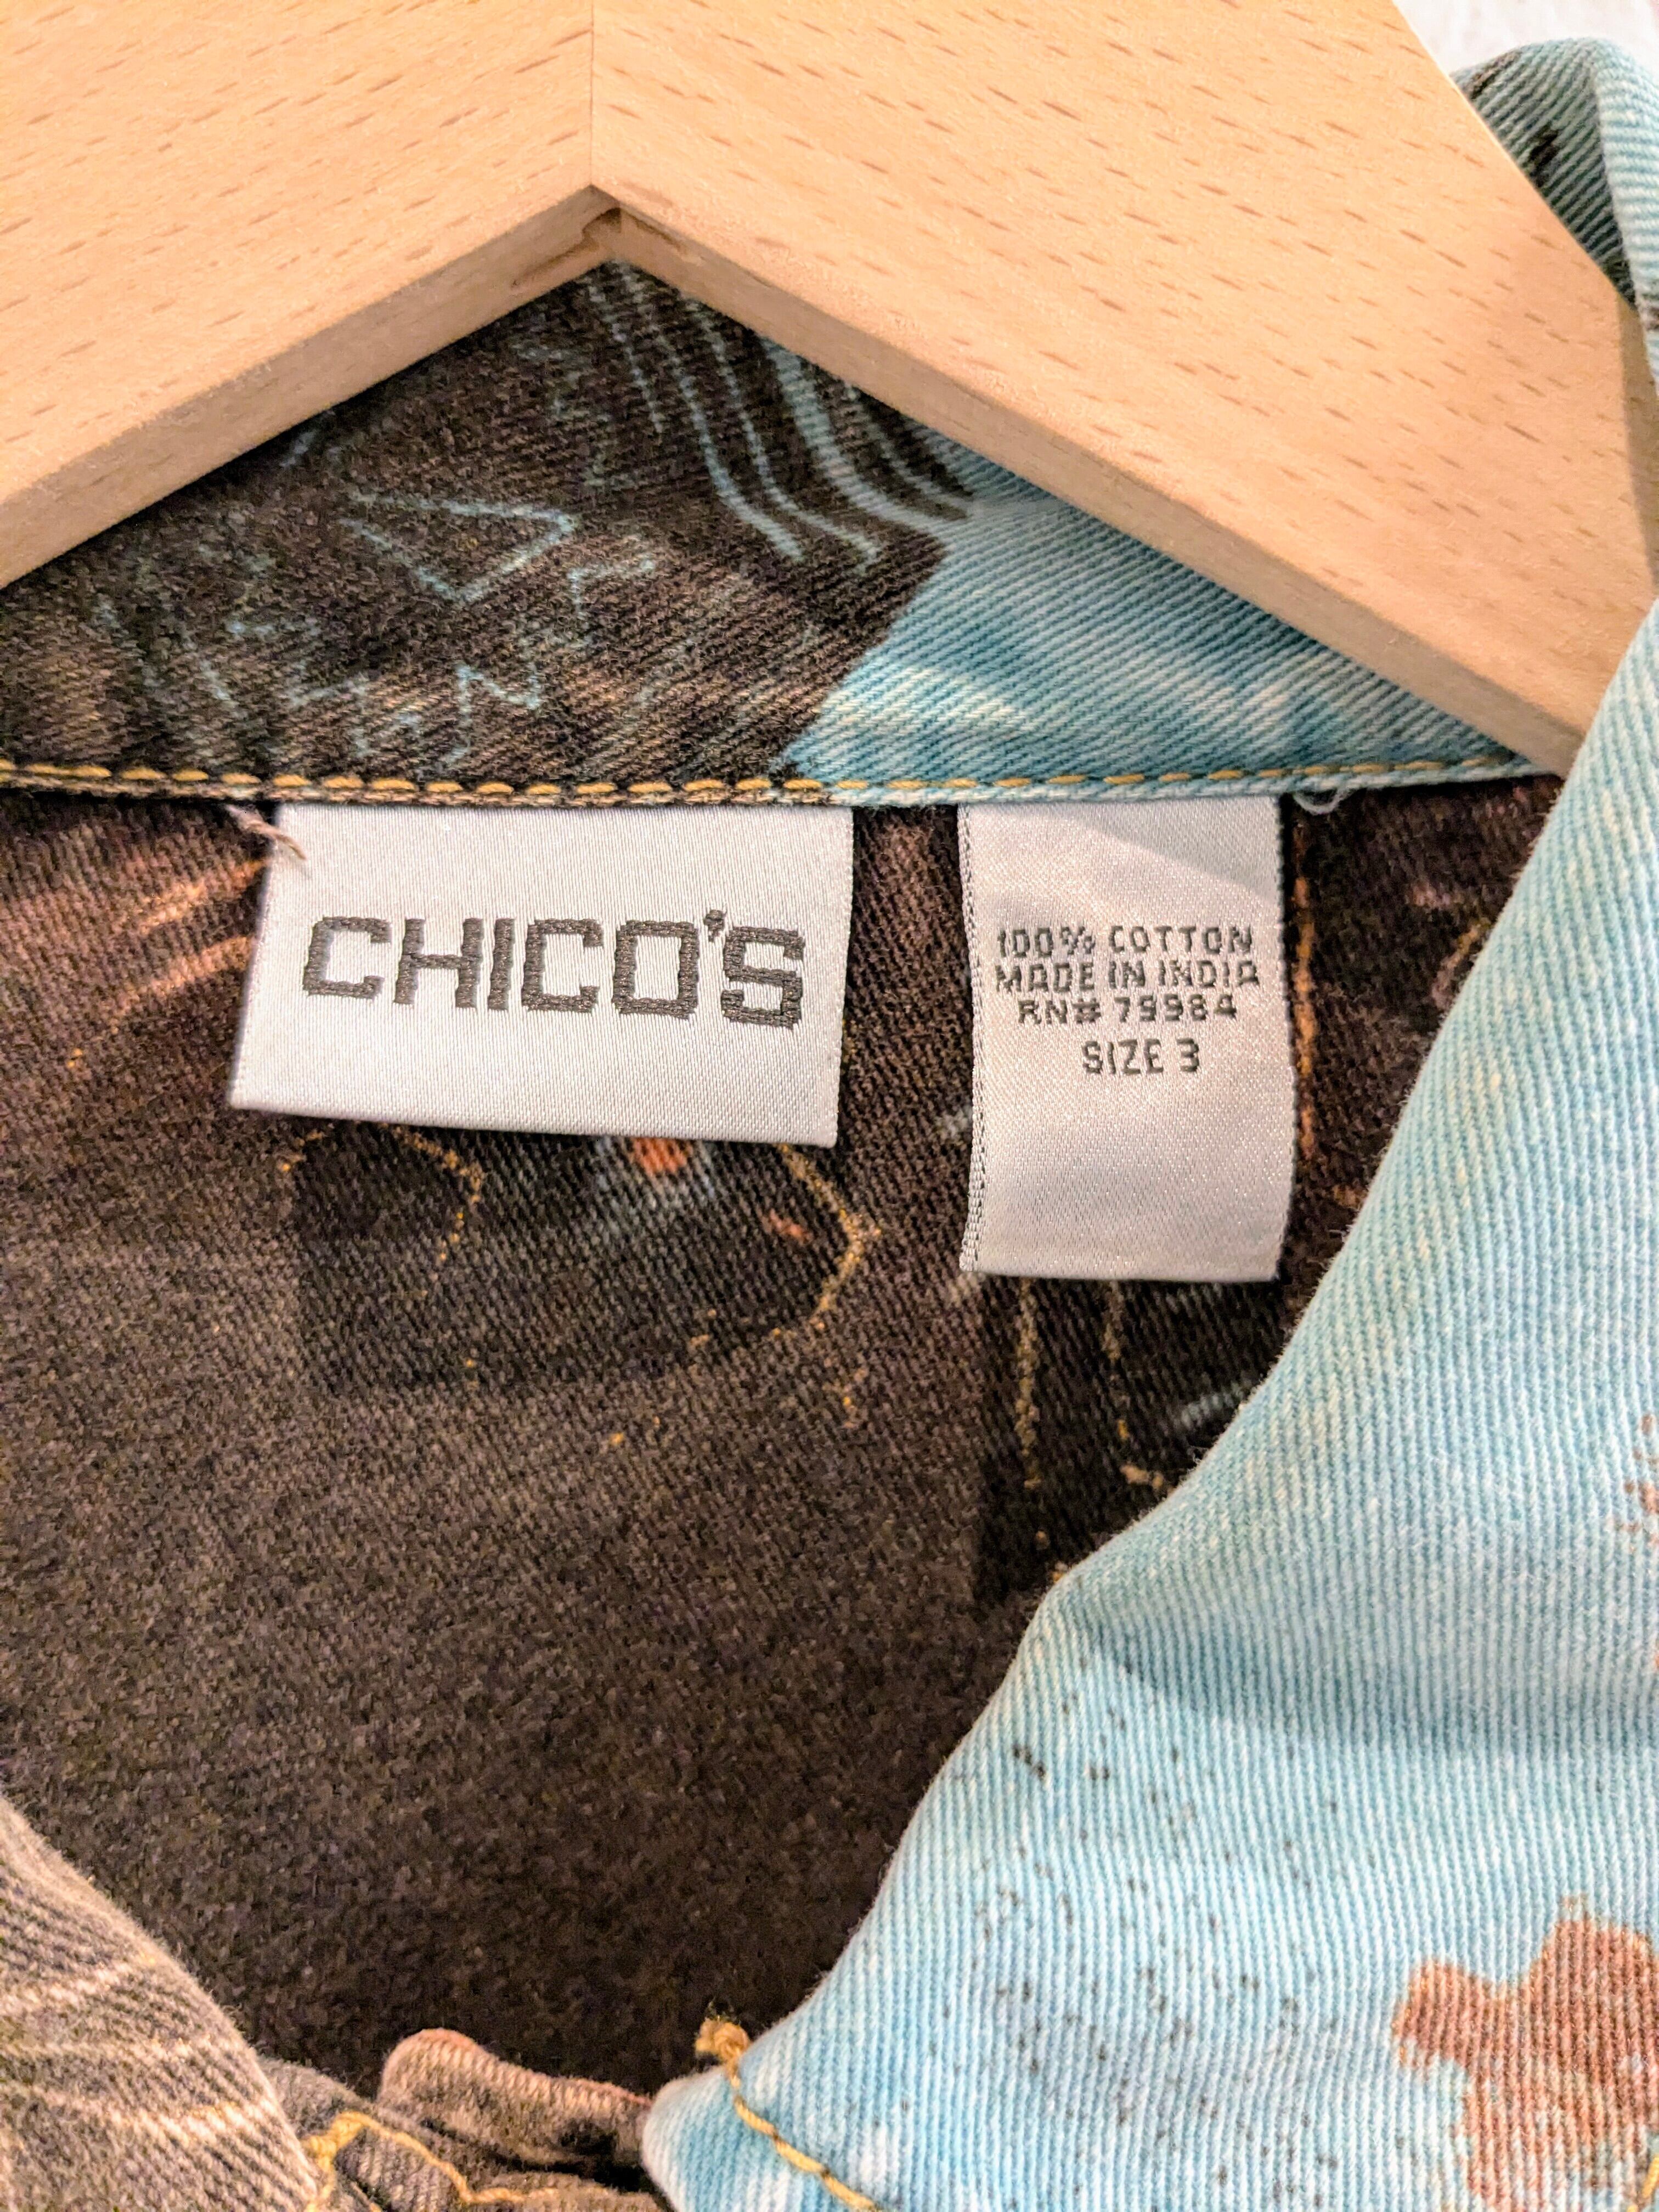 CHICO'S
100% COTTON
MADE IN INDIA
RN# 79984
SIZE 3